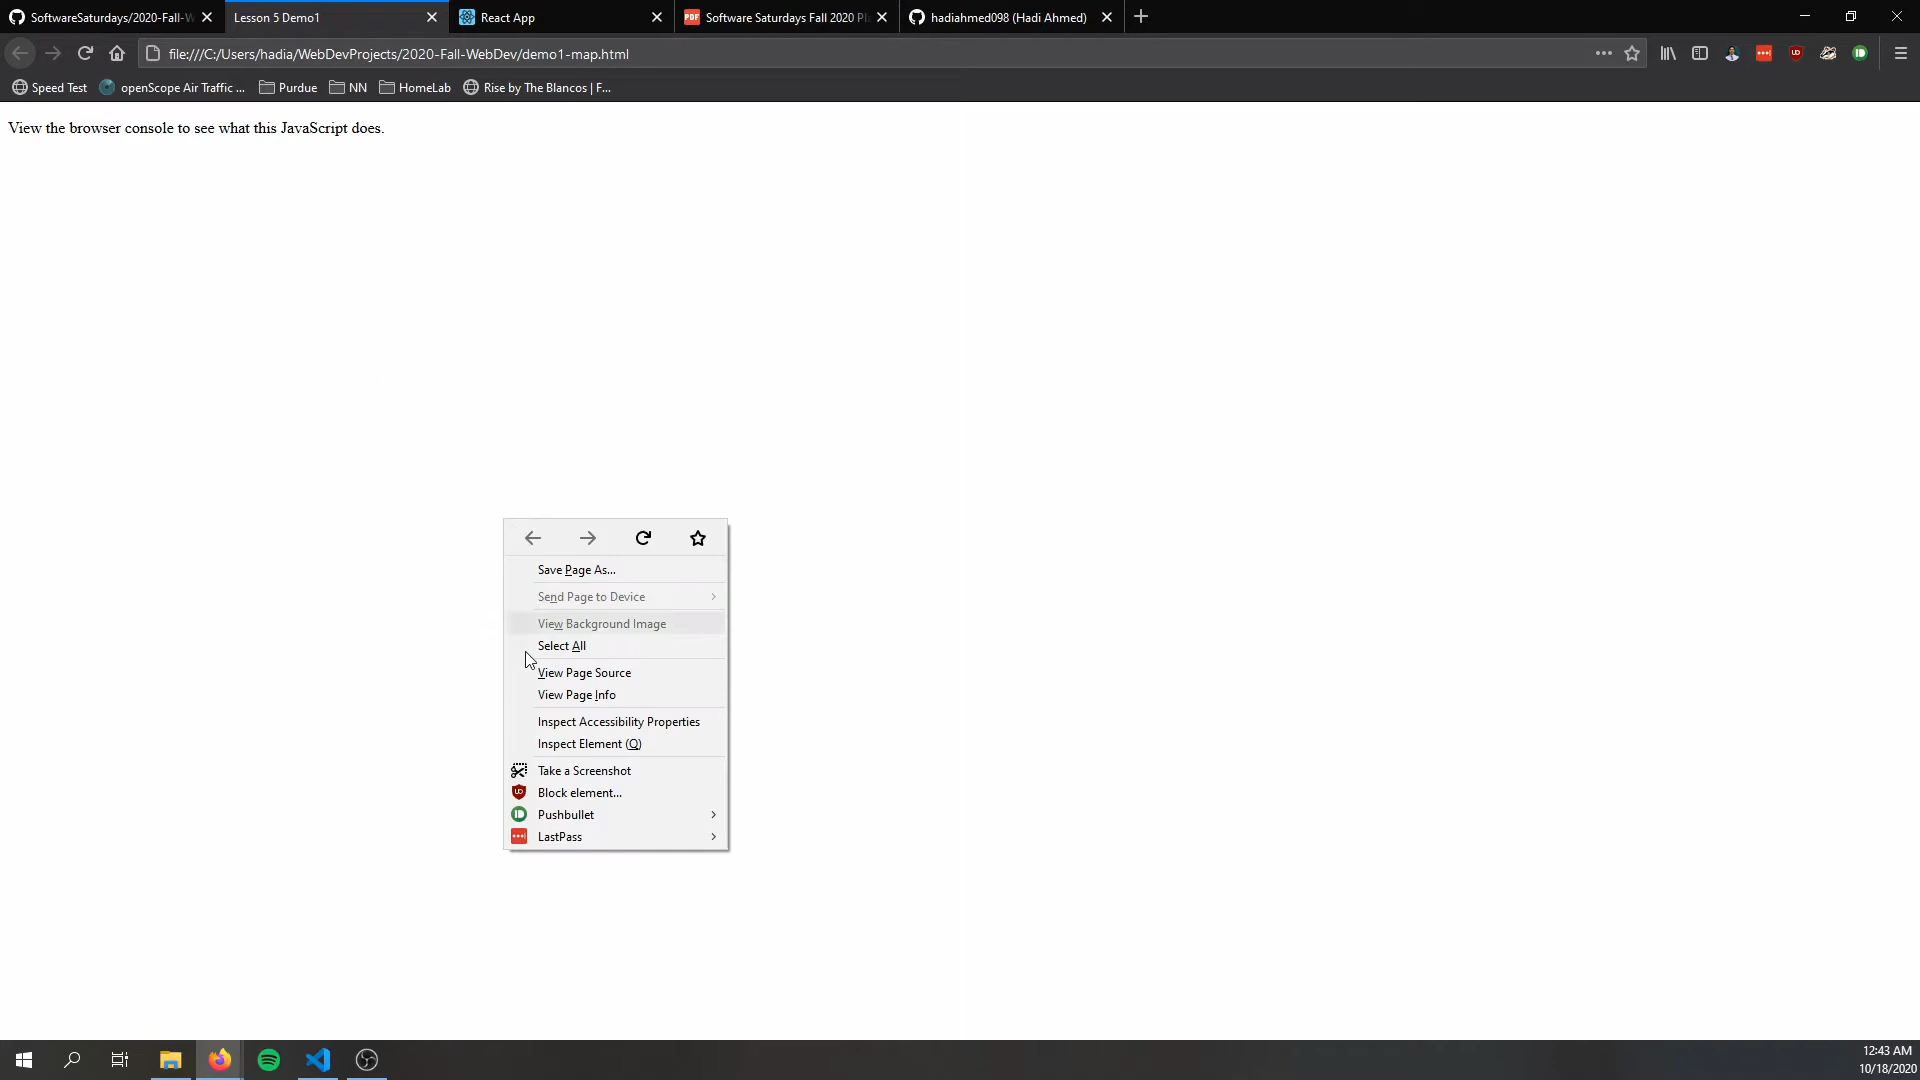 SoftwareSaturdays/2020-Fall-W
Lesson 5 Demo1
React App
Software Saturdays Fall 2020 Pl
hadiahmed098 (Hadi Ahmed)
file:///C:/Users/hadia/WebDevProjects/2020-Fall-WebDev/demo1-map.html
Speed Test
openScope Air Traffic ...
Purdue
NN
HomeLab
Rise by The Blancos | F...
View the browser console to see what this JavaScript does.
Save Page As...
Send Page to Device
View Background Image
Select All
View Page Source
View Page Info
Inspect Accessibility Properties
Inspect Element (Q)
Take a Screenshot
Block element...
Pushbullet
LastPass
12:43 AM
10/18/2020